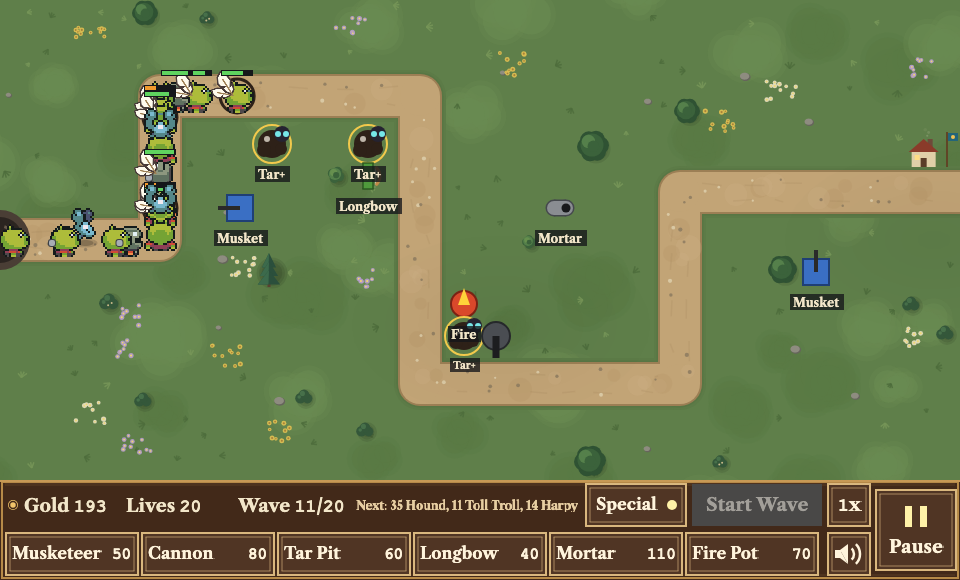 Tar+
Tar+
Longbow
Musket
Mortar
Musket
Fire
Tar+
Gold 193 Lives 20 Wave 11/20 Next: 35 Hound, 11 Toll Troll, 14 Harpy Special Start Wave 1x
Pause
Musketeer 50 Cannon 80 Tar Pit 60 Longbow 40 Mortar 110 Fire Pot 70